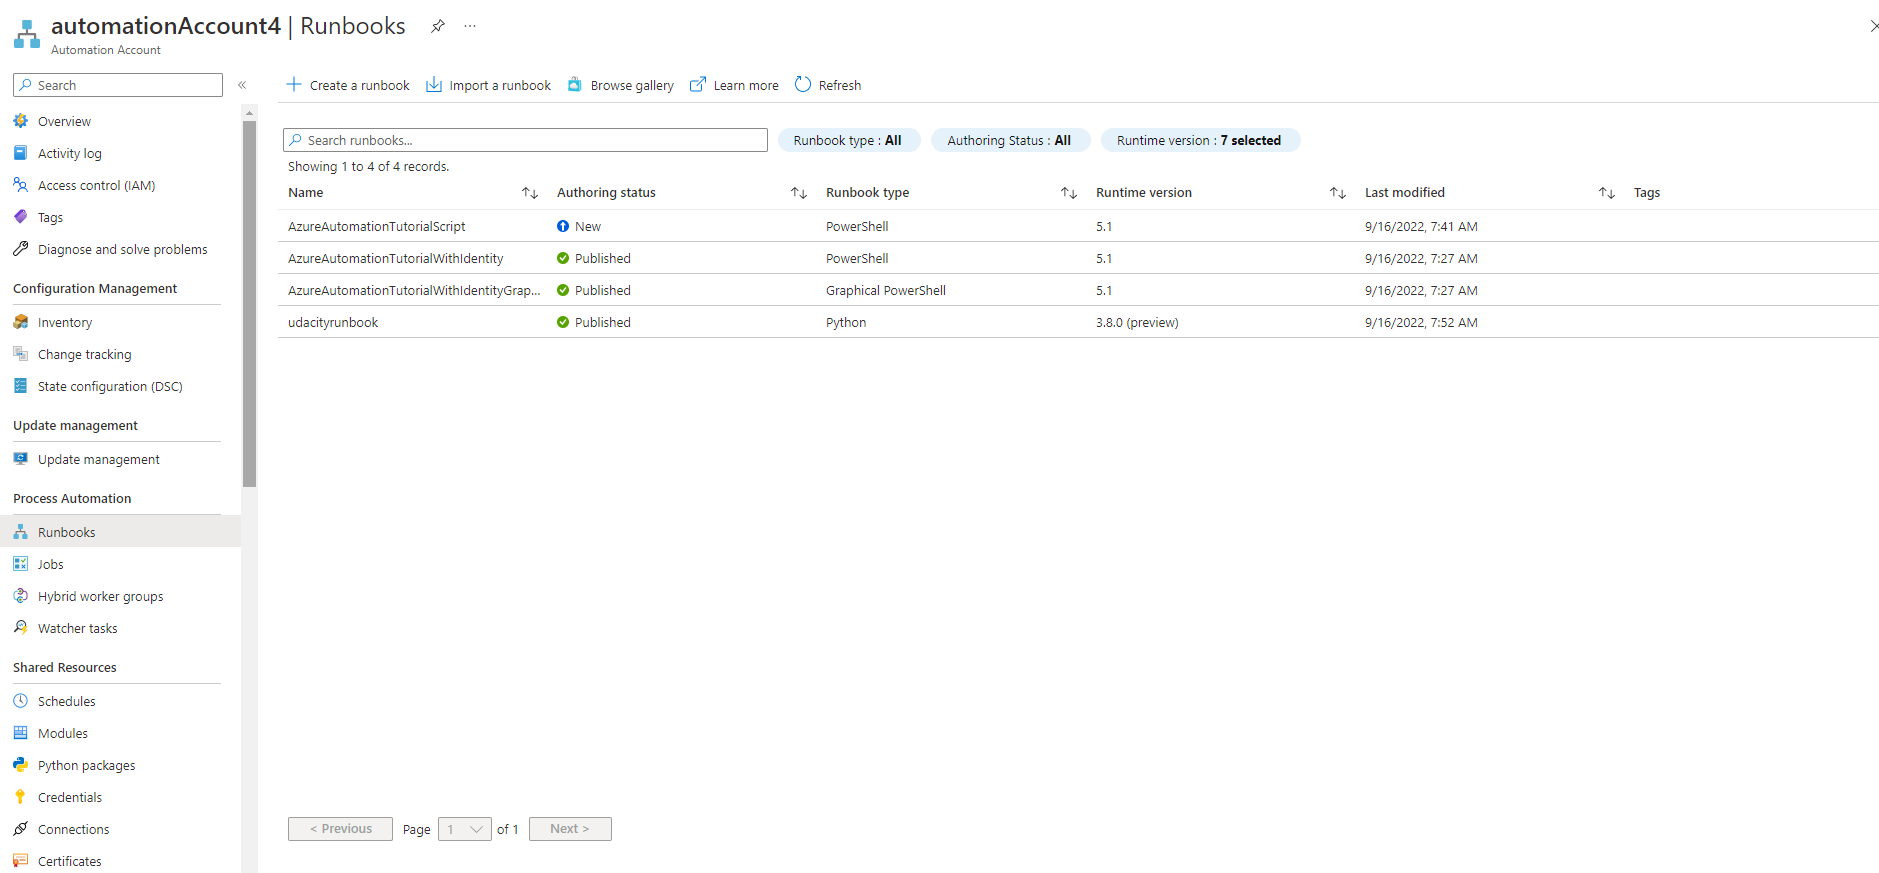 automationAccount4 | Runbooks
Automation Account
Search
Overview
Activity log
Access control (IAM)
Tags
Diagnose and solve problems
Configuration Management
Inventory
Change tracking
State configuration (DSC)
Update management
Update management
Process Automation
Runbooks
Jobs
Hybrid worker groups
Watcher tasks
Shared Resources
Schedules
Modules
Python packages
Credentials
Connections
Certificates
Create a runbook Import a runbook Browse gallery Learn more Refresh
Search runbooks... Runbook type : All Authoring Status : All Runtime version : 7 selected
Showing 1 to 4 of 4 records.
Name Authoring status Runbook type Runtime version Last modified Tags
AzureAutomationTutorialScript New PowerShell 5.1 9/16/2022, 7:41 AM
AzureAutomationTutorialWithIdentity Published PowerShell 5.1 9/16/2022, 7:27 AM
AzureAutomationTutorialWithIdentityGrap... Published Graphical PowerShell 5.1 9/16/2022, 7:27 AM
udacityrunbook Published Python 3.8.0 (preview) 9/16/2022, 7:52 AM
< Previous Page 1 of 1 Next >